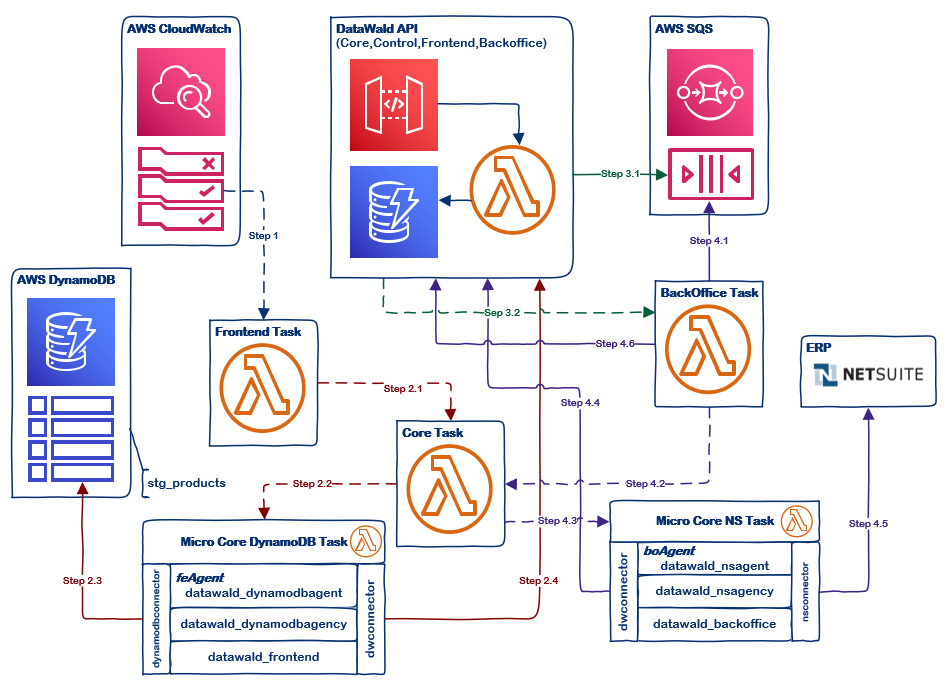 AWS CloudWatch
DataWald API
(Core,Control,Frontend,Backoffice)
AWS SQS
Step 3.1
Step 1
Step 4.1
AWS DynamoDB
BackOffice Task
Step 3.2
Frontend Task
Step 4.6
ERP
NETSUITE
Step 2.1
Step 4.4
Core Task
stg_products
Step 2.2
Step 4.2
Step 4.3
Micro Core NS Task
Step 4.5
Micro Core DynamoDB Task
boAgent
datawald_nsagent
Step 2.3
feAgent
Step 2.4
datawald_dynamodbagent
datawald_nsagency
dynamodbconnector
dwconnector
dwconnector
nsconnector
datawald_dynamodbagency
datawald_backoffice
datawald_frontend